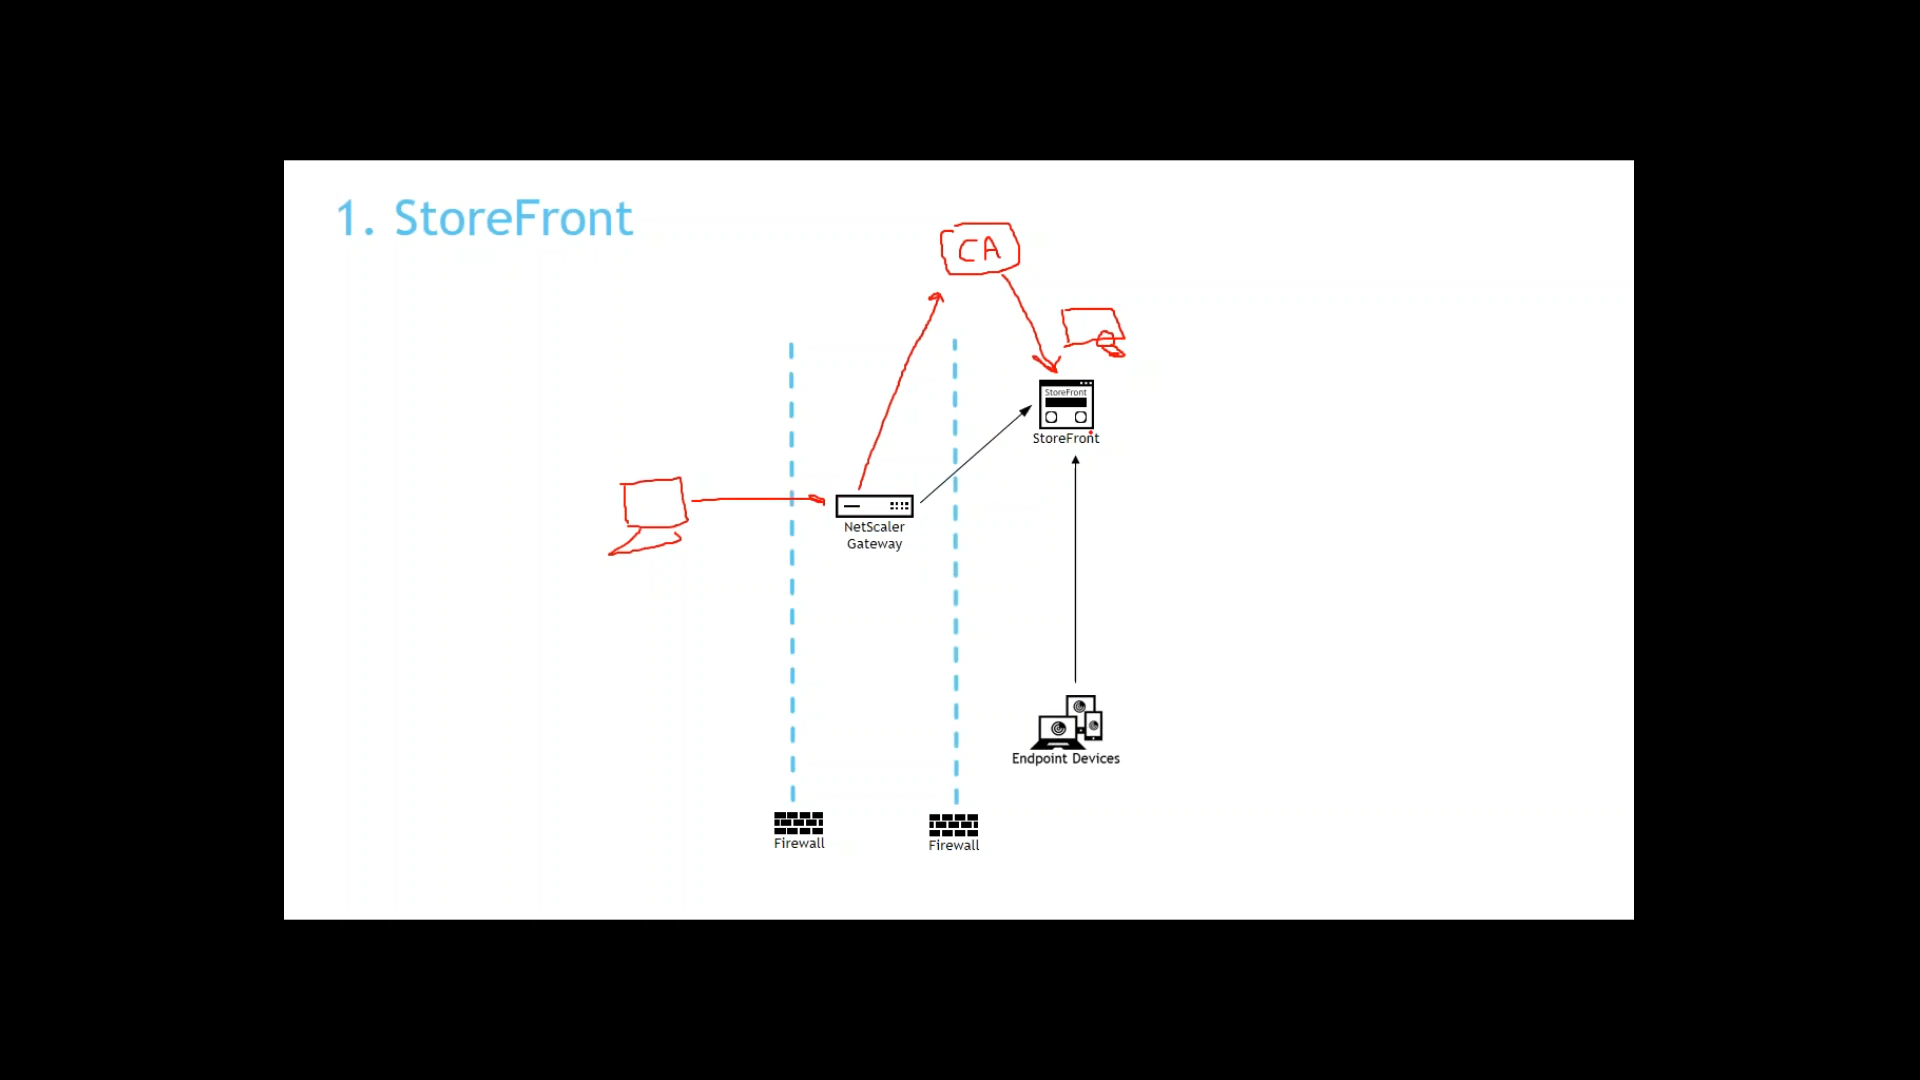 1. StoreFront
CA
StoreFront
StoreFront
NetScaler
Gateway
Endpoint Devices
Firewall
Firewall